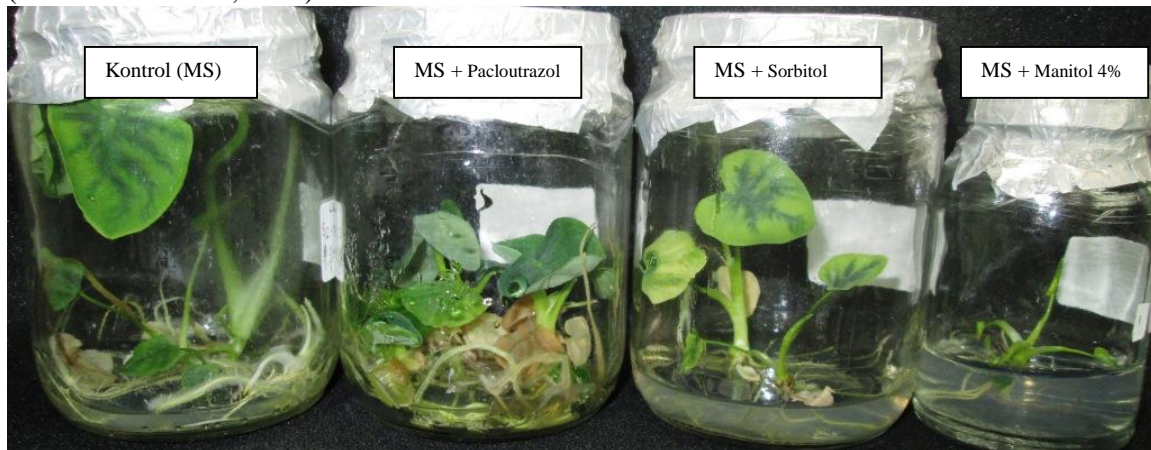 Kontrol (MS)
MS + Pacloutrazol
MS + Sorbitol
MS + Manitol 4%